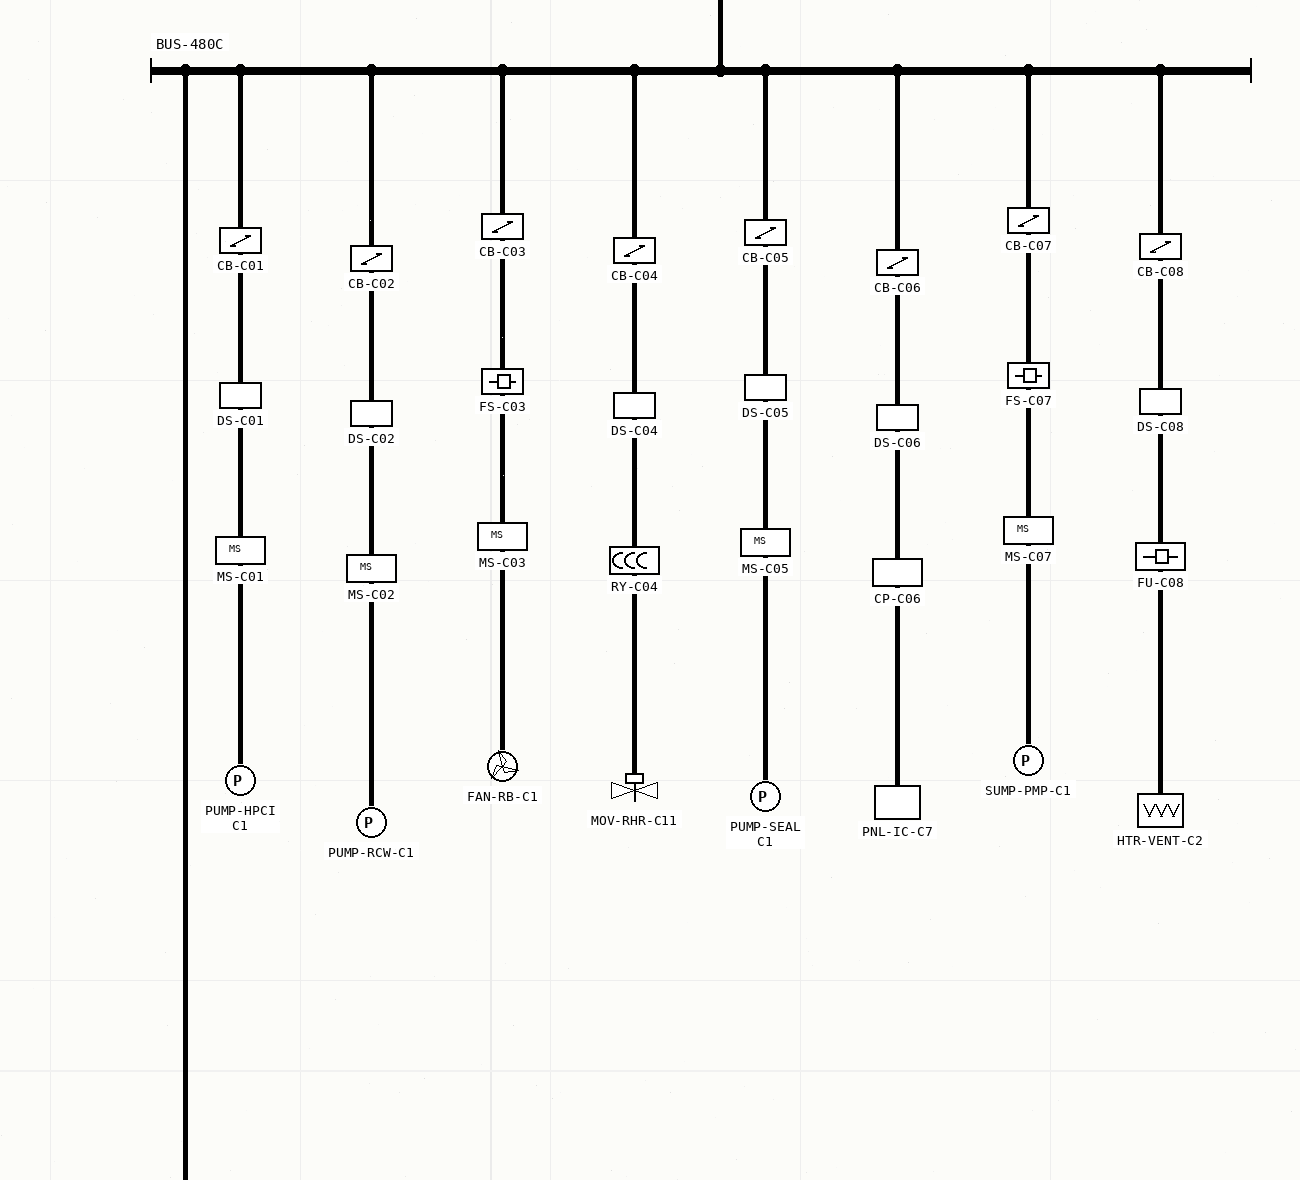 BUS-480C
CB-C01
CB-C02
CB-C03
CB-C04
CB-C05
CB-C06
CB-C07
CB-C08
DS-C01
DS-C02
FS-C03
DS-C04
DS-C05
DS-C06
FS-C07
DS-C08
MS
MS-C01
MS
MS-C02
MS
MS-C03
RY-C04
MS
MS-C05
CP-C06
MS
MS-C07
FU-C08
P
PUMP-HPCI
C1
P
PUMP-RCW-C1
FAN-RB-C1
MOV-RHR-C11
P
PUMP-SEAL
C1
PNL-IC-C7
P
SUMP-PMP-C1
HTR-VENT-C2